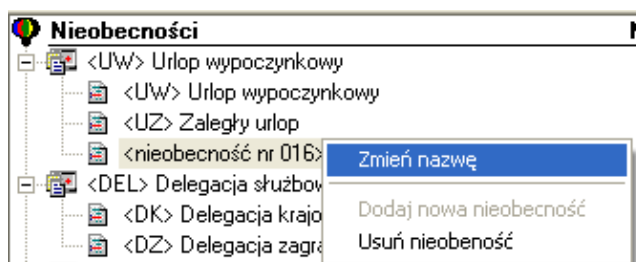 Nieobecności
<UW> Urlop wypoczynkowy
<UW> Urlop wypoczynkowy
<UZ> Zaległy urlop
<nieobecność nr 016>
Zmień nazwę
<DEL> Delegacja służbow
Dodaj nowa nieobecność
<DK> Delegacja krajo
Usuń nieobeność
<DZ> Delegacja zagra